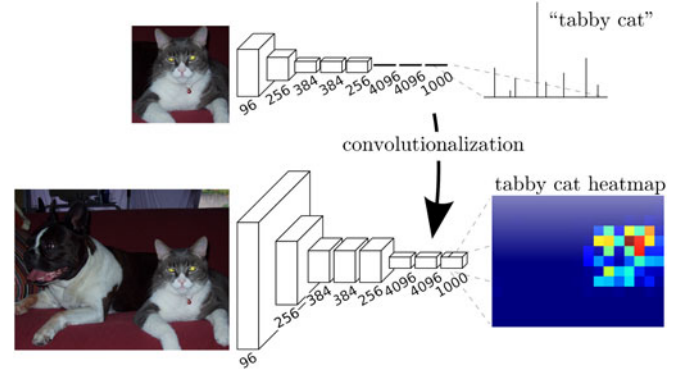 “tabby cat”
96 256 384 384 256 4096 4096 1000
convolutionalization
tabby cat heatmap
96 256 384 384 256 4096 4096 1000